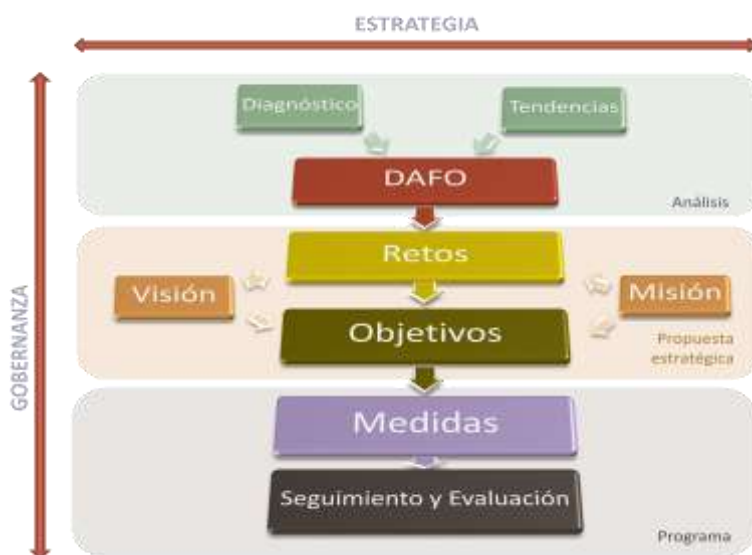 ESTRATEGIA
GOBERNANZA
Diagnóstico
Tendencias
DAFO
Análisis
Retos
Visión
Misión
Objetivos
Propuesta
estratégica
Medidas
Seguimiento y Evaluación
Programa